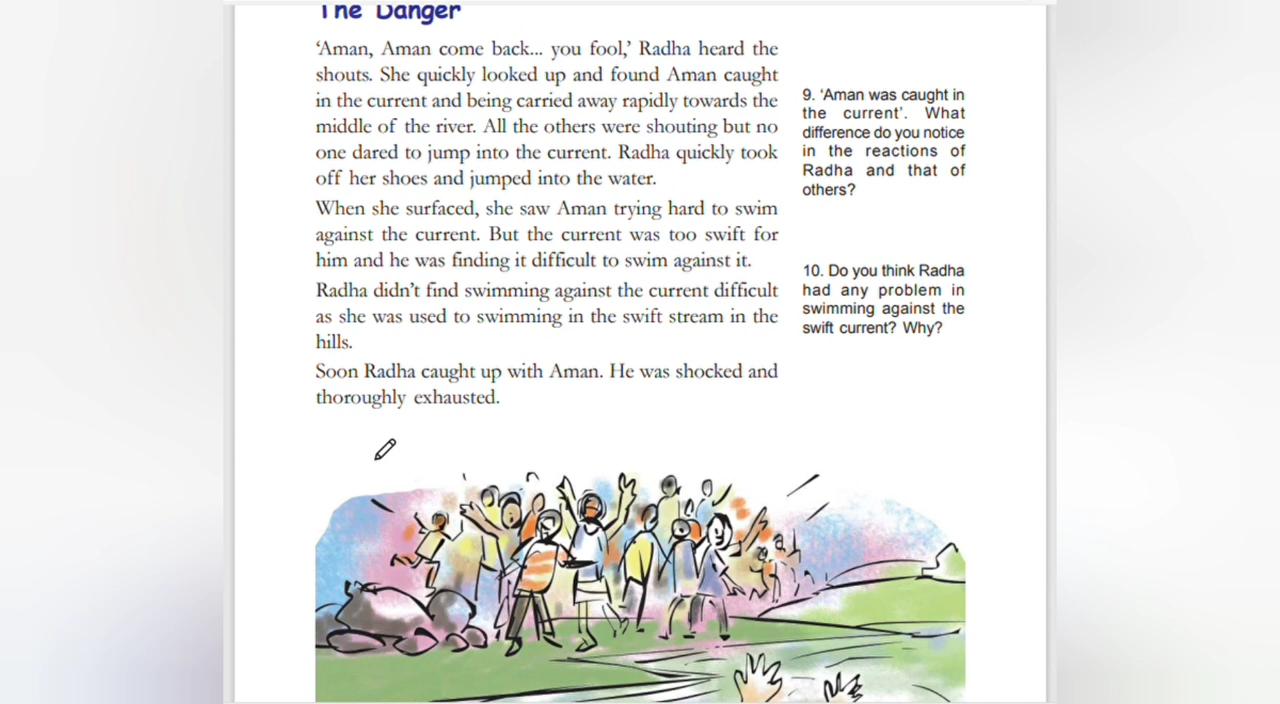 The Danger
‘Aman, Aman come back... you fool,’ Radha heard the
shouts. She quickly looked up and found Aman caught
in the current and being carried away rapidly towards the
middle of the river. All the others were shouting but no
one dared to jump into the current. Radha quickly took
off her shoes and jumped into the water.
When she surfaced, she saw Aman trying hard to swim
against the current. But the current was too swift for
him and he was finding it difficult to swim against it.
Radha didn’t find swimming against the current difficult
as she was used to swimming in the swift stream in the
hills.
Soon Radha caught up with Aman. He was shocked and
thoroughly exhausted.
9. ‘Aman was caught in
the current’. What
difference do you notice
in the reactions of
Radha and that of
others?
10. Do you think Radha
had any problem in
swimming against the
swift current? Why?